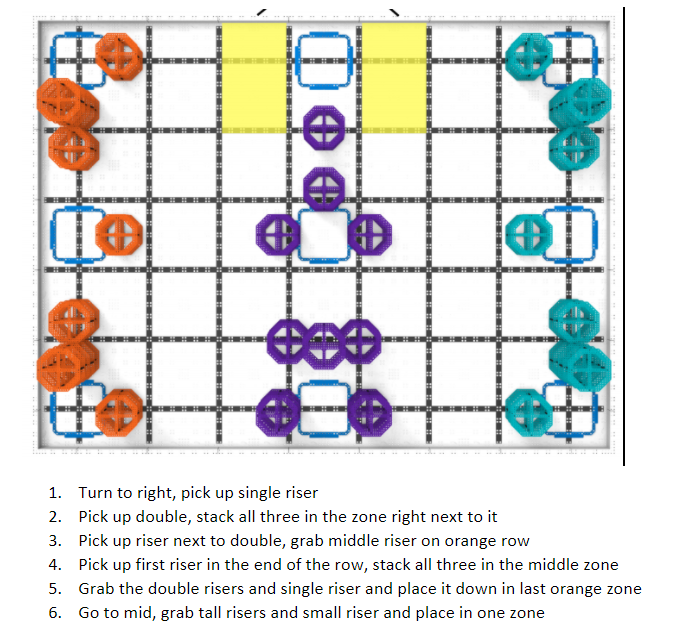 1. Turn to right, pick up single riser
2. Pick up double, stack all three in the zone right next to it
3. Pick up riser next to double, grab middle riser on orange row
4. Pick up first riser in the end of the row, stack all three in the middle zone
5. Grab the double risers and single riser and place it down in last orange zone
6. Go to mid, grab tall risers and small riser and place in one zone